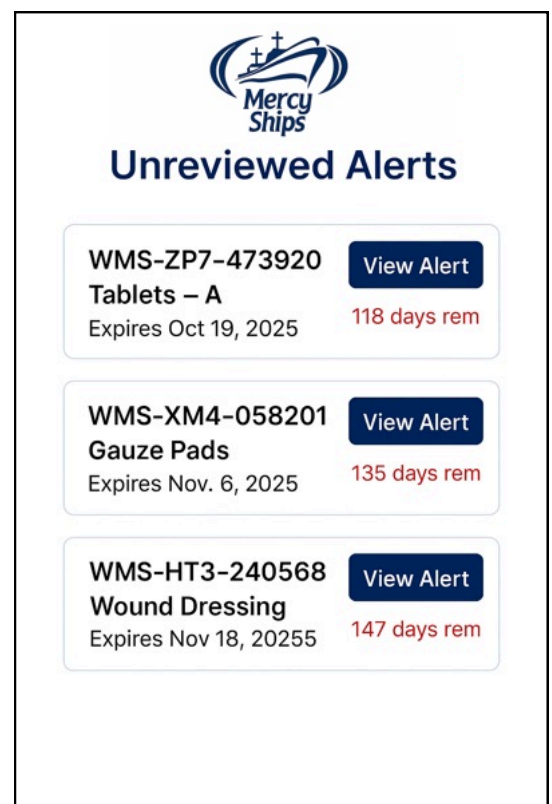 Mercy
Ships
Unreviewed Alerts
WMS-ZP7-473920
Tablets – A
Expires Oct 19, 2025
View Alert
118 days rem
WMS-XM4-058201
Gauze Pads
Expires Nov. 6, 2025
View Alert
135 days rem
WMS-HT3-240568
Wound Dressing
Expires Nov 18, 20255
View Alert
147 days rem